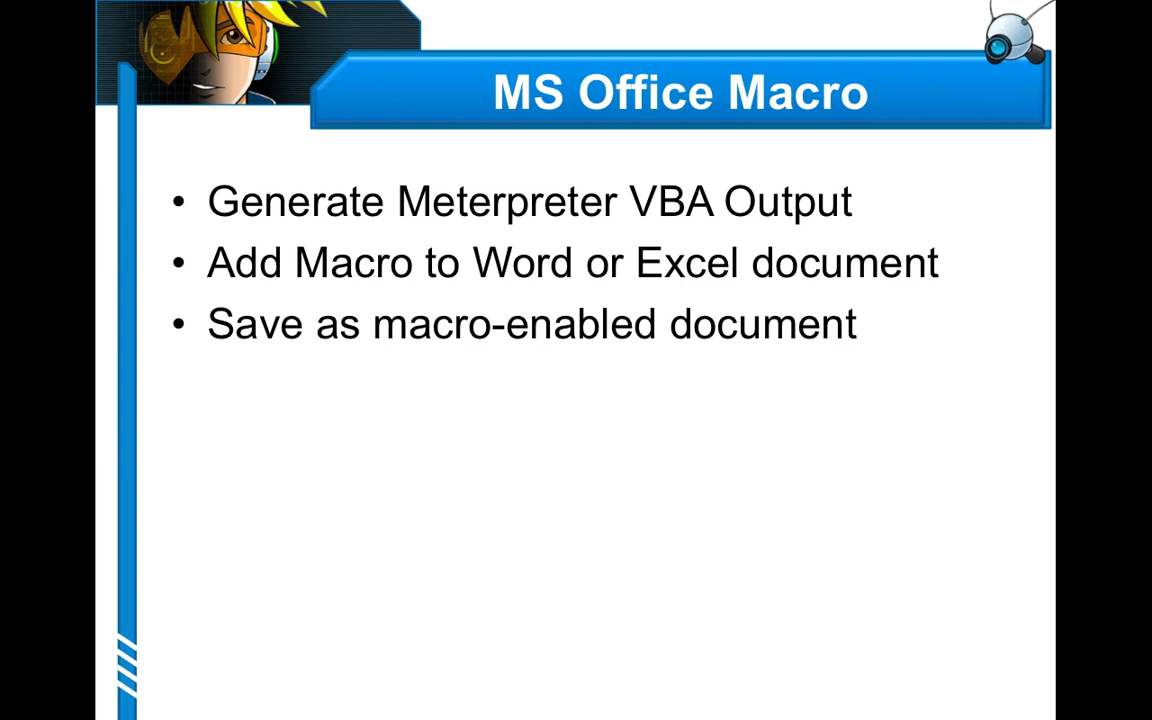 MS Office Macro
• Generate Meterpreter VBA Output
• Add Macro to Word or Excel document
• Save as macro-enabled document